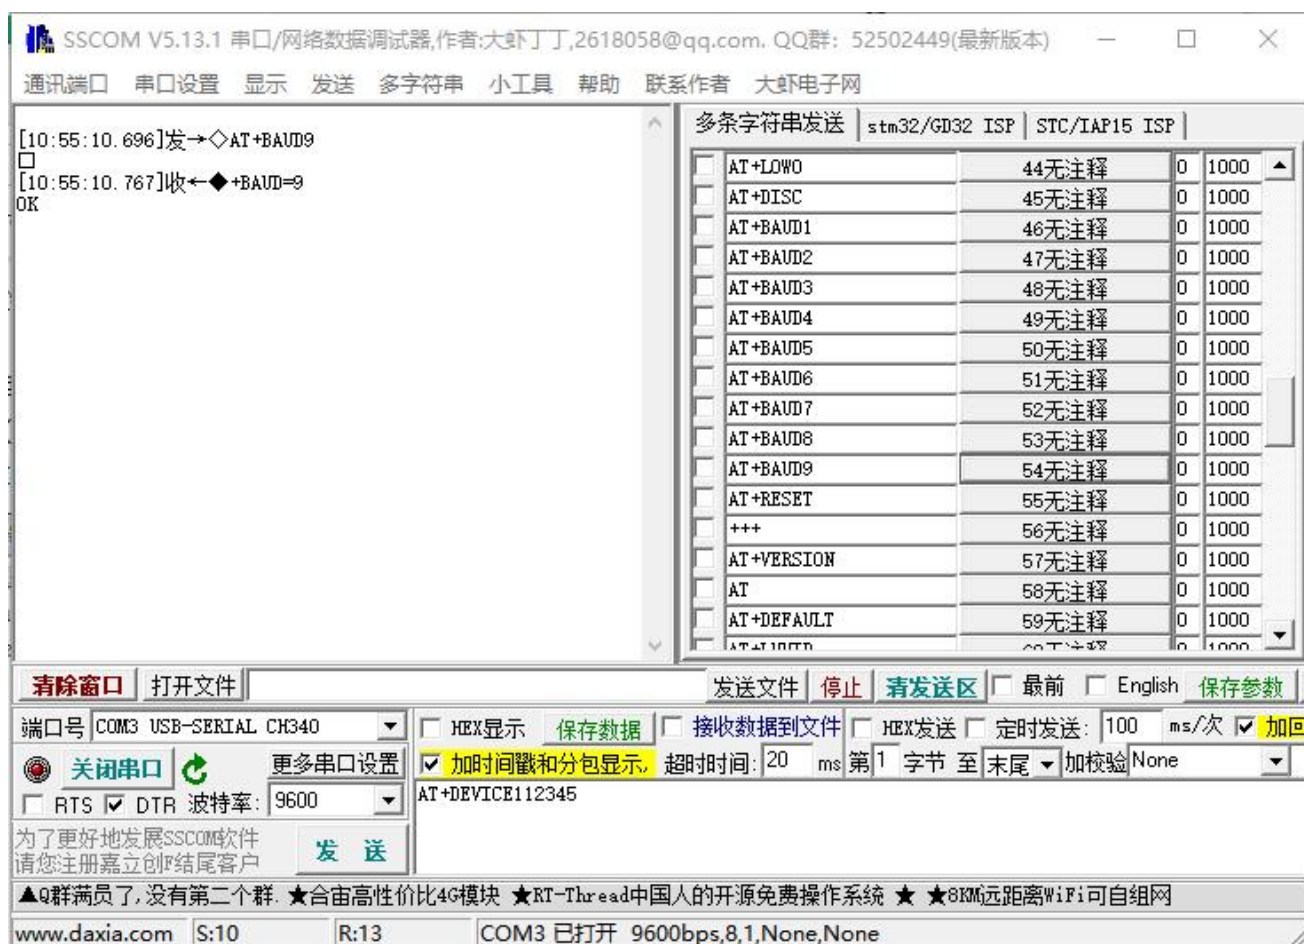 SSCOM V5.13.1 串口/网络数据调试器,作者:大虾丁丁,2618058@qq.com. QQ群: 52502449(最新版本)
通讯端口 串口设置 显示 发送 多字符串 小工具 帮助 联系作者 大虾电子网
[10:55:10.696]发→◇AT+BAUD9
□
[10:55:10.767]收←◆+BAUD=9
OK
多条字符串发送 stm32/GD32 ISP STC/IAP15 ISP
AT+LOWO 44无注释 0 1000
AT+DISC 45无注释 0 1000
AT+BAUD1 46无注释 0 1000
AT+BAUD2 47无注释 0 1000
AT+BAUD3 48无注释 0 1000
AT+BAUD4 49无注释 0 1000
AT+BAUD5 50无注释 0 1000
AT+BAUD6 51无注释 0 1000
AT+BAUD7 52无注释 0 1000
AT+BAUD8 53无注释 0 1000
AT+BAUD9 54无注释 0 1000
AT+RESET 55无注释 0 1000
+++ 56无注释 0 1000
AT+VERSION 57无注释 0 1000
AT 58无注释 0 1000
AT+DEFAULT 59无注释 0 1000
清除窗口 打开文件 发送文件 停止 清发送区 最前 English 保存参数
端口号 COM3 USB-SERIAL CH340 HEX显示 保存数据 接收数据到文件 HEX发送 定时发送: 100 ms/次 加回
关闭串口 更多串口设置 加时间戳和分包显示, 超时时间: 20 ms 第1 字节 至 末尾 加校验 None
RTS DTR 波特率: 9600 AT+DEVICE112345
为了更好地发展SSCOM软件
请您注册嘉立创F结尾客户
发 送
▲Q群满员了,没有第二个群. ★合宙高性价比4G模块 ★RT-Thread中国人的开源免费操作系统 ★ ★8KM远距离WiFi可自组网
www.daxia.com S:10 R:13 COM3 已打开 9600bps,8,1,None,None